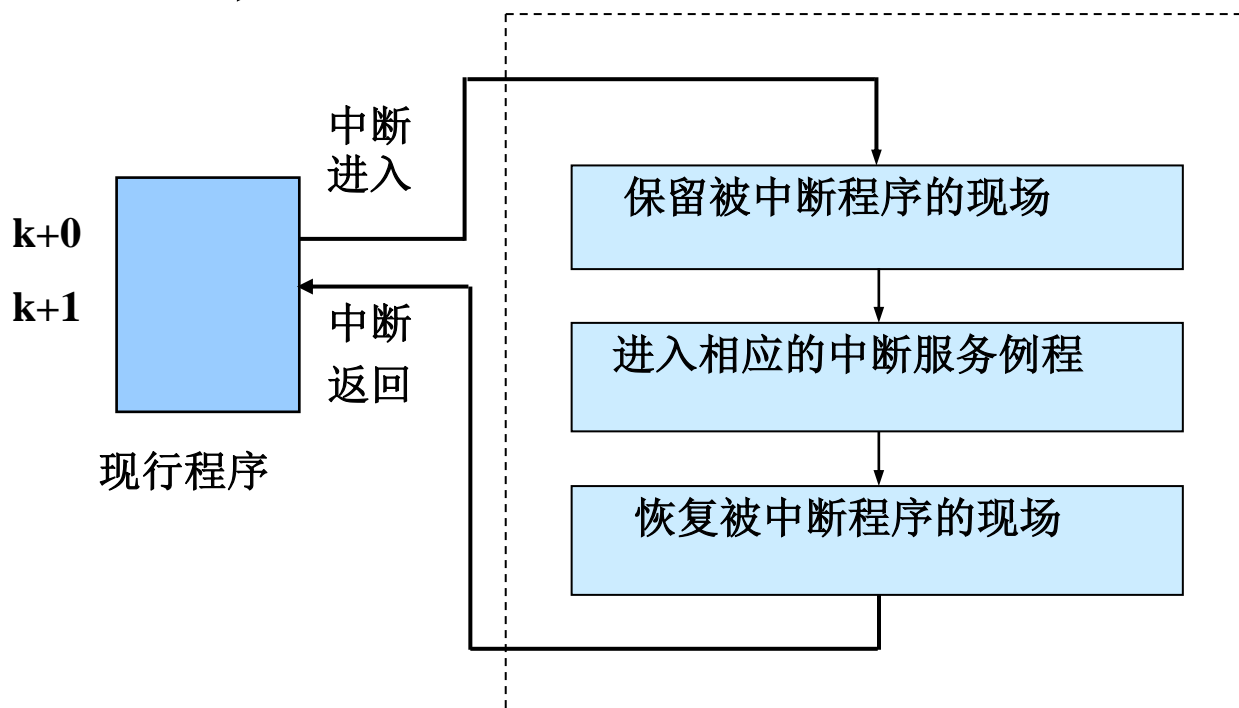 中断
进入
保留被中断程序的现场
k+0
k+1
中断
返回
进入相应的中断服务例程
现行程序
恢复被中断程序的现场